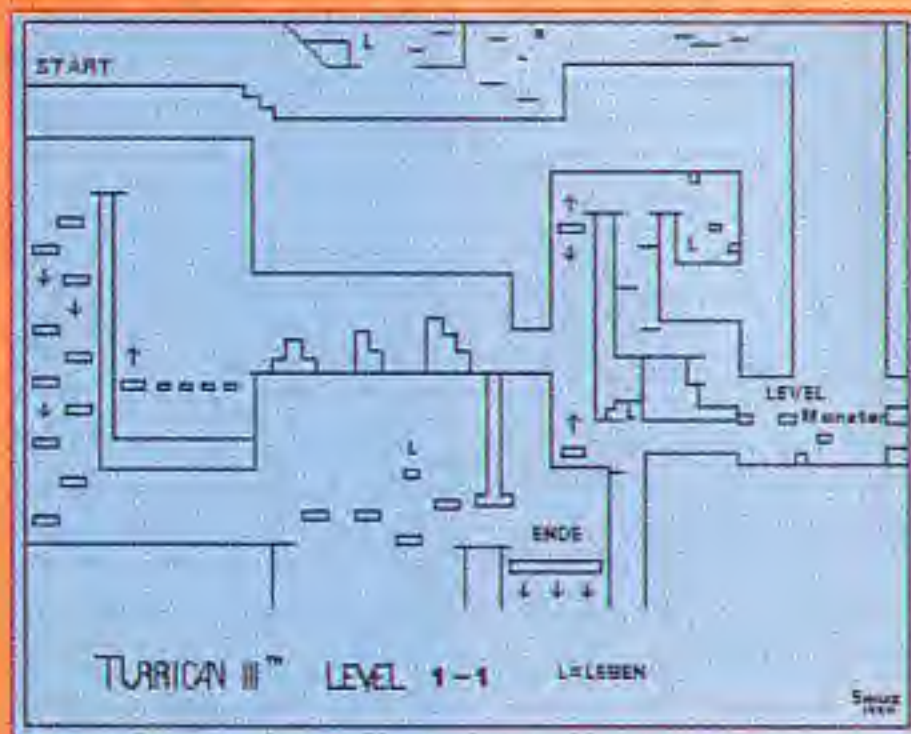 L
START
L
LEVEL
Monster
L
L
ENDE
TURRICAN III™ LEVEL 1-1 L=LEBEN